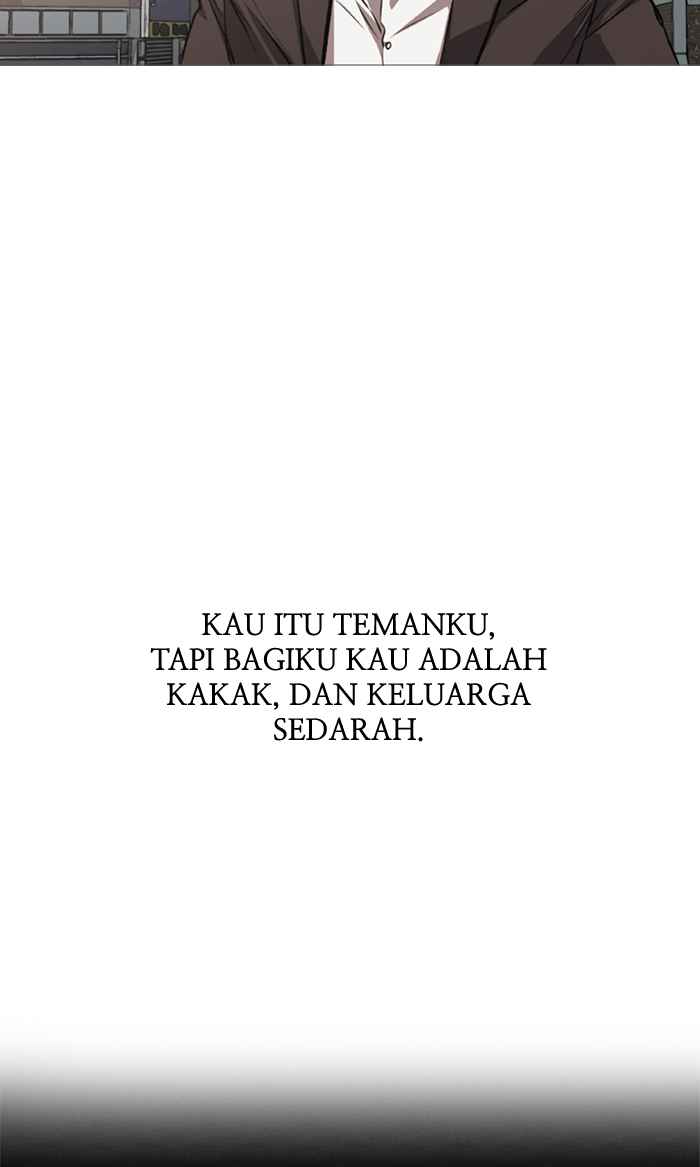 KAU ITU TEMANKU,
TAPI BAGIKU KAU ADALAH
KAKAK, DAN KELUARGA
SEDARAH.